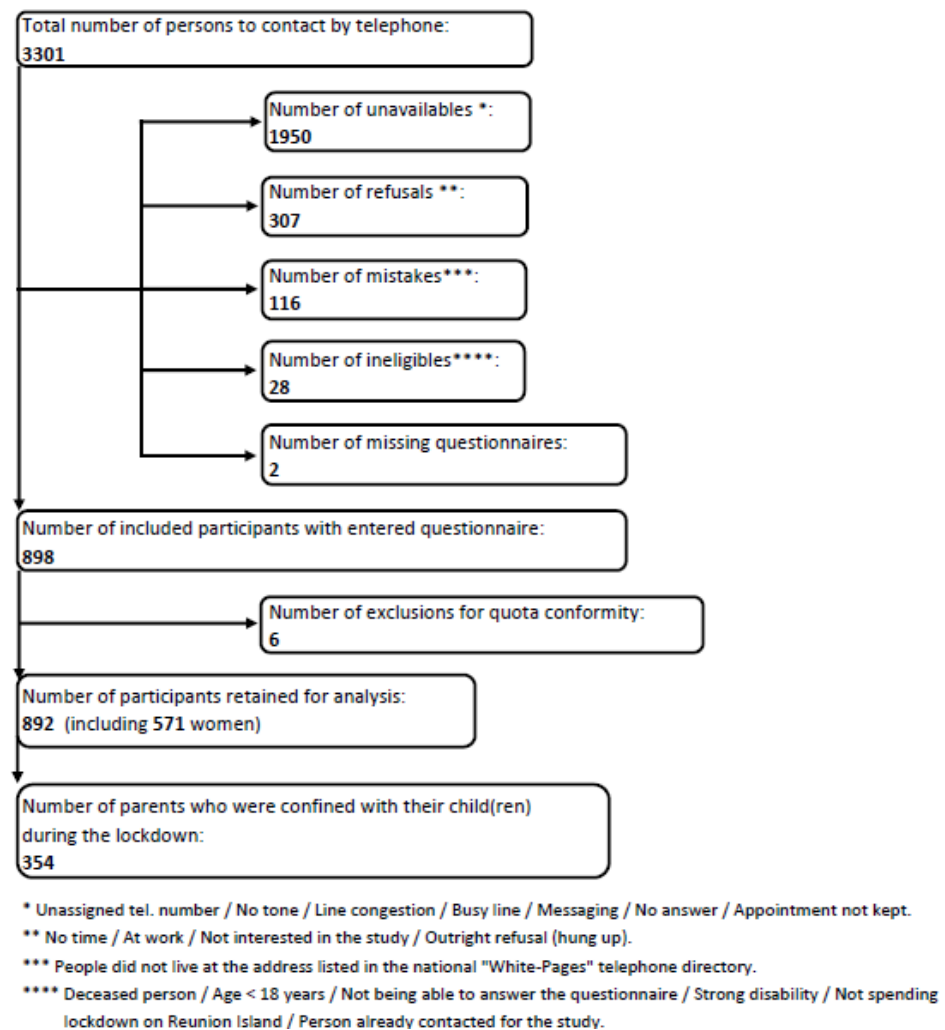 Total number of persons to contact by telephone:
3301
Number of unavailables *:
1950
Number of refusals **:
307
Number of mistakes***:
116
Number of ineligibles****:
28
Number of missing questionnaires:
2
Number of included participants with entered questionnaire:
898
Number of exclusions for quota conformity:
6
Number of participants retained for analysis:
892 (including 571 women)
Number of parents who were confined with their child(ren)
during the lockdown:
354
* Unassigned tel. number / No tone / Line congestion / Busy line / Messaging / No answer / Appointment not kept.
** No time / At work / Not interested in the study / Outright refusal (hung up).
*** People did not live at the address listed in the national "White-Pages" telephone directory.
**** Deceased person / Age < 18 years / Not being able to answer the questionnaire / Strong disability / Not spending
lockdown on Reunion Island / Person already contacted for the study.